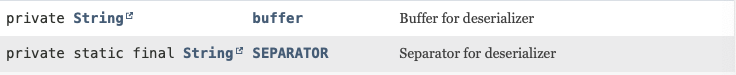 private String buffer Buffer for deserializer
private static final String SEPARATOR Separator for deserializer